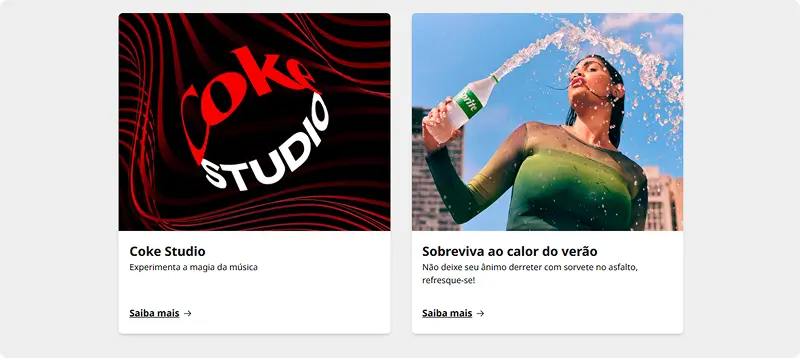 Coke
STUDIO
Sprite
Coke Studio
Experimenta a magia da música
Saiba mais →
Sobreviva ao calor do verão
Não deixe seu ânimo derreter com sorvete no asfalto,
refresque-se!
Saiba mais →